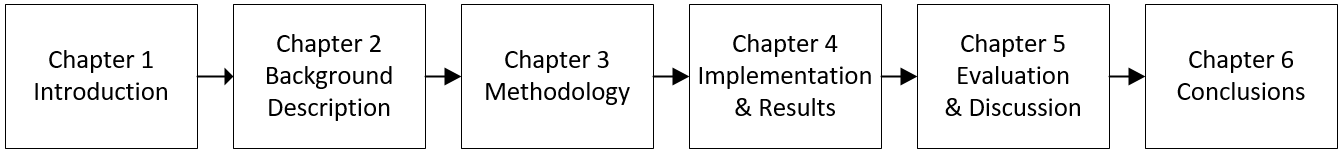 Chapter 1
Introduction
Chapter 2
Background
Description
Chapter 3
Methodology
Chapter 4
Implementation
& Results
Chapter 5
Evaluation
& Discussion
Chapter 6
Conclusions